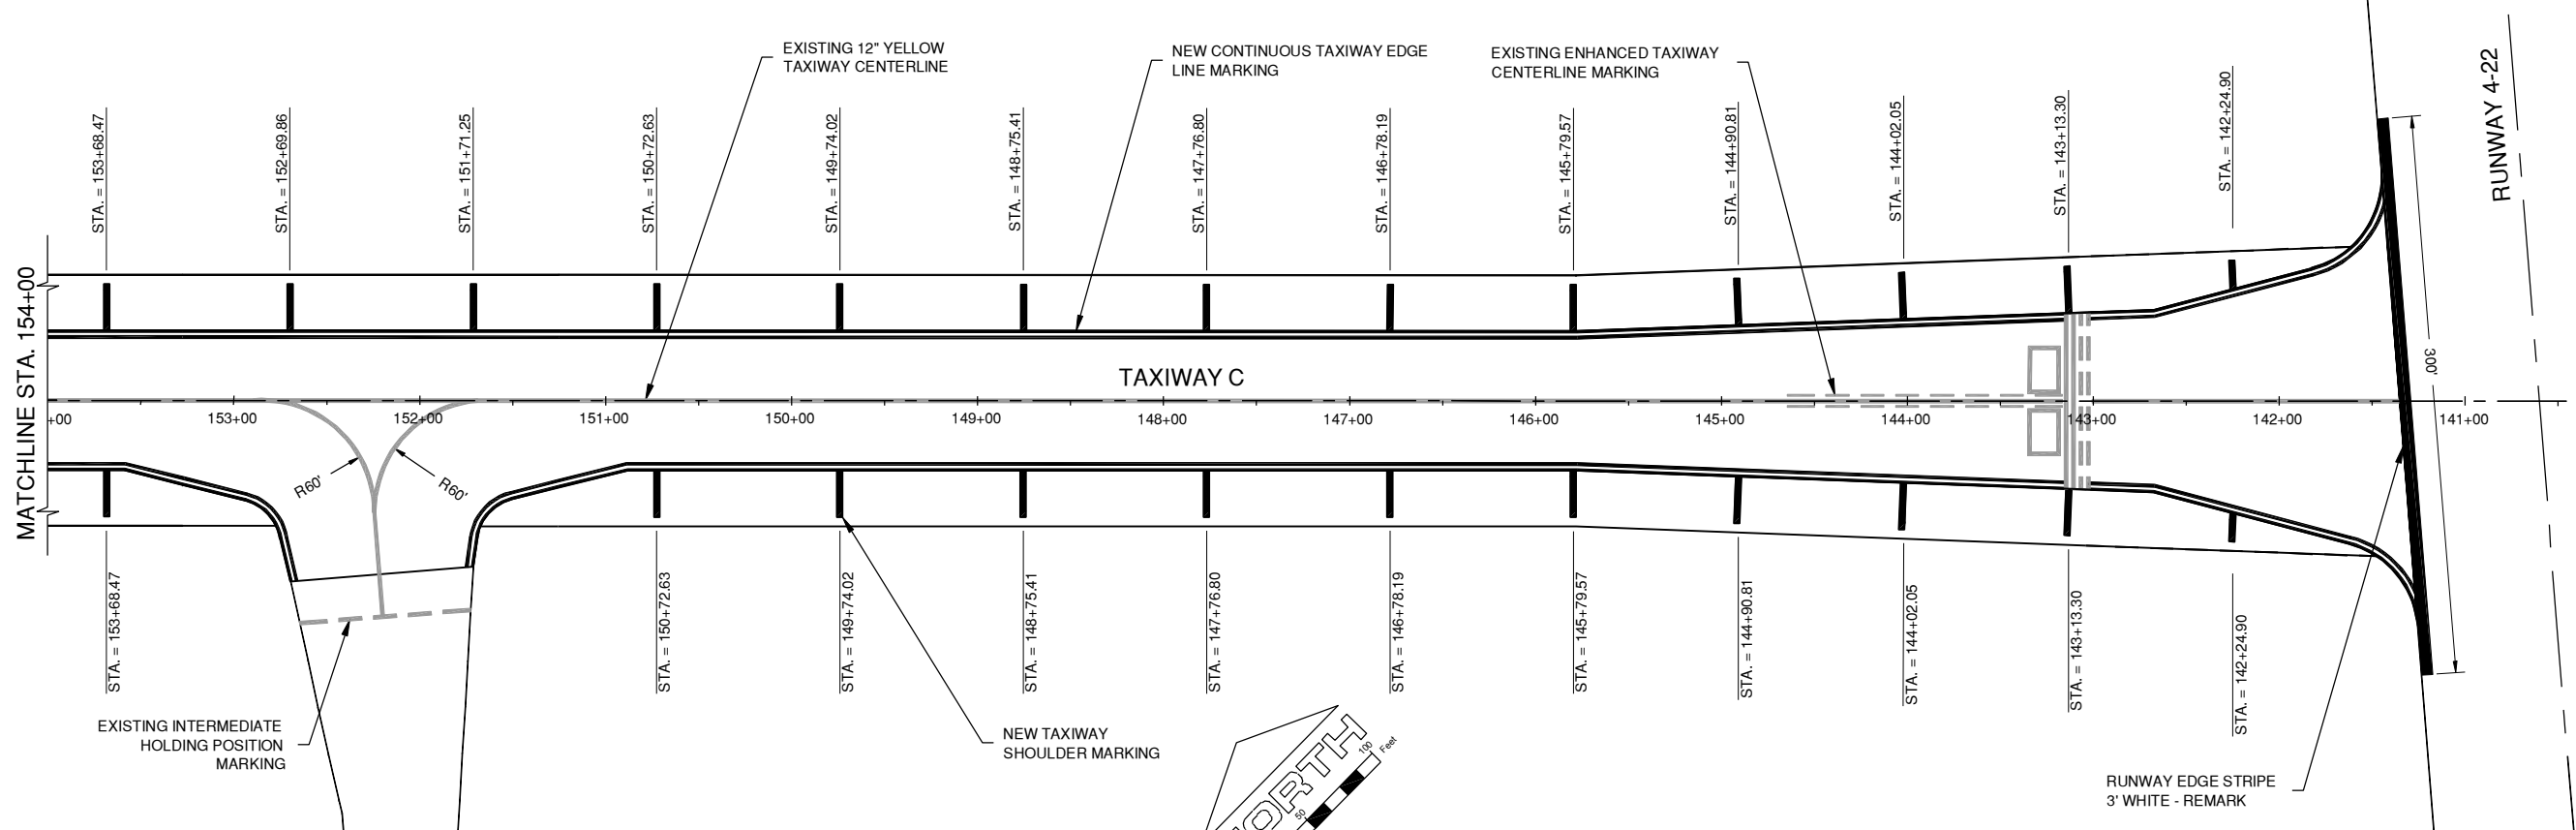 EXISTING 12" YELLOW
TAXIWAY CENTERLINE
NEW CONTINUOUS TAXIWAY EDGE
LINE MARKING
EXISTING ENHANCED TAXIWAY
CENTERLINE MARKING
RUNWAY 4-22
STA. = 153+68.47
STA. = 152+69.86
STA. = 151+71.25
STA. = 150+72.63
STA. = 149+74.02
STA. = 148+75.41
STA. = 147+76.80
STA. = 146+78.19
STA. = 145+79.57
STA. = 144+90.81
STA. = 144+02.05
STA. = 143+13.30
STA. = 142+24.90
MATCHLINE STA. 154+00
TAXIWAY C
300'
+00
153+00
152+00
151+00
150+00
149+00
148+00
147+00
146+00
145+00
144+00
143+00
142+00
141+00
R60'
R60'
STA. = 153+68.47
STA. = 150+72.63
STA. = 149+74.02
STA. = 148+75.41
STA. = 147+76.80
STA. = 146+78.19
STA. = 145+79.57
STA. = 144+90.81
STA. = 144+02.05
STA. = 143+13.30
STA. = 142+24.90
EXISTING INTERMEDIATE
HOLDING POSITION
MARKING
NEW TAXIWAY
SHOULDER MARKING
ORTH
50
100
Feet
RUNWAY EDGE STRIPE
3' WHITE - REMARK